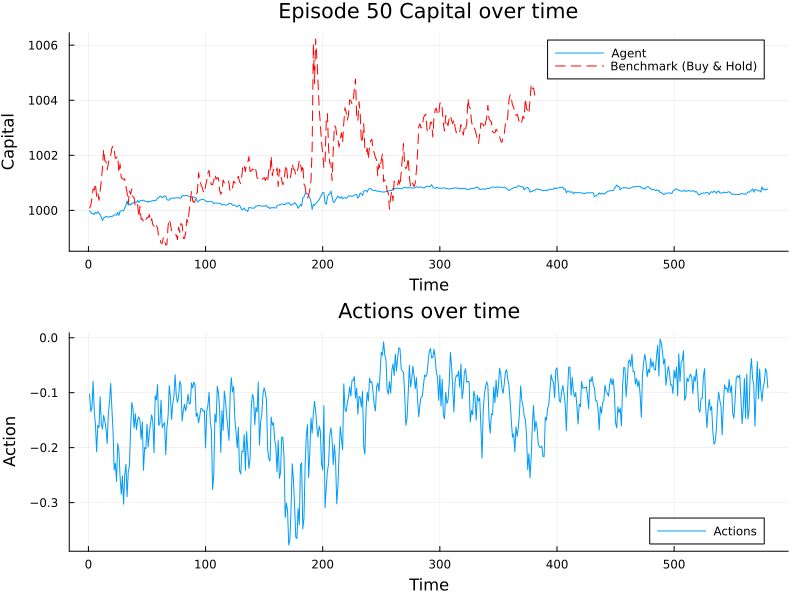 Episode 50 Capital over time
Capital
1006
1004
1002
1000
Agent
Benchmark (Buy & Hold)
0 100 200 300 400 500
Time
Actions over time
Action
0.0
−0.1
−0.2
−0.3
Actions
0 100 200 300 400 500
Time